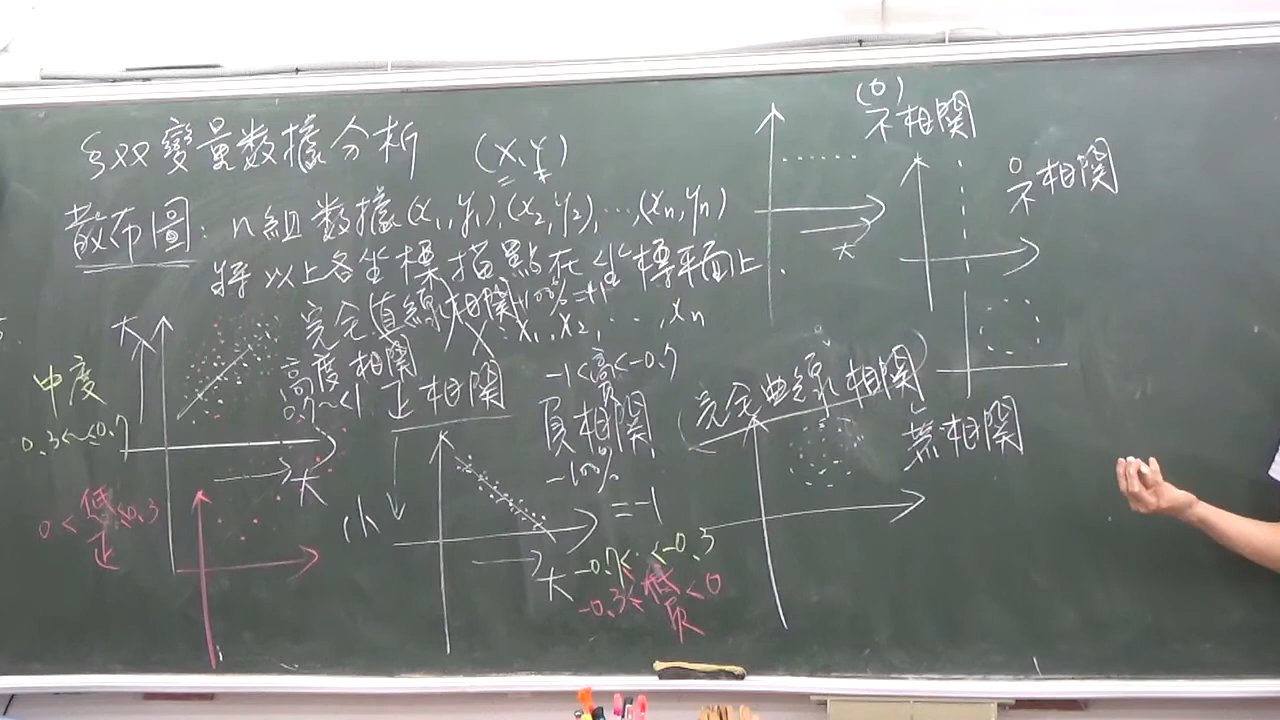 § 雙變量數據分析 (x, y)
散布圖：n組數據(x₁, y₁), (x₂, y₂), …, (xₙ, yₙ)
將以上各坐標描點在坐標平面上.
完全直線相關 +100% = +1
X : x₁, x₂, …, xₙ
高度相關
0.7~<1 正相關
大
大
中度
0.3<~<0.7
0<低<0.3
正
-1<高<-0.7
負
負相關
-100%
= -1
小
大
-0.7< <-0.3
-0.3<低<0
負
(0)
不相關
大
0
不相關
(完全曲線相關)
無相關